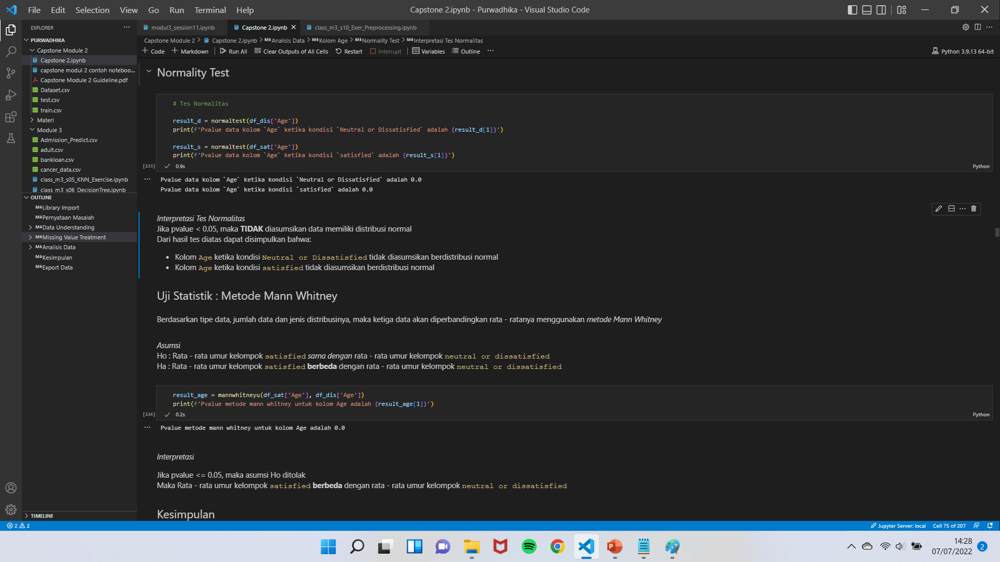 File Edit Selection View Go Run Terminal Help
Capstone 2.ipynb - Purwadhika - Visual Studio Code
EXPLORER
PURWADHIKA
Capstone Module 2
Capstone 2.ipynb
capstone modul 2 contoh noteboo...
Capstone Module 2 Guideline.pdf
Dataset.csv
test.csv
train.csv
Materi
Module 3
Admission_Predict.csv
adult.csv
bankloan.csv
cancer_data.csv
class_m3_s05_KNN_Exercise.ipynb
class_m3_s06_DecisionTree.ipynb
OUTLINE
M↓Library Import
M↓Pernyataan Masalah
M↓Data Understanding
M↓Missing Value Treatment
M↓Analisis Data
M↓Kesimpulan
M↓Export Data
TIMELINE
modul3_session11.ipynb
Capstone 2.ipynb
class_m3_s10_Exer_Preprocessing.ipynb
Capstone Module 2 > Capstone 2.ipynb > M↓Analisis Data > M↓Kolom Age > M↓Normality Test > M↓Interpretasi Tes Normalitas
+ Code + Markdown Run All Clear Outputs of All Cells Restart Interrupt Variables Outline ...
Python 3.9.13 64-bit
Normality Test
# Tes Normalitas
result_d = normaltest(df_dis['Age'])
print(f'Pvalue data kolom `Age` ketika kondisi `Neutral or Dissatisfied` adalah {result_d[1]}')
result_s = normaltest(df_sat['Age'])
print(f'Pvalue data kolom `Age` ketika kondisi `satisfied` adalah {result_s[1]}')
[133] 0.9s
Python
Pvalue data kolom `Age` ketika kondisi `Neutral or Dissatisfied` adalah 0.0
Pvalue data kolom `Age` ketika kondisi `satisfied` adalah 0.0
Interpretasi Tes Normalitas
Jika pvalue < 0.05, maka TIDAK diasumsikan data memiliki distribusi normal
Dari hasil tes diatas dapat disimpulkan bahwa:
• Kolom Age ketika kondisi Neutral or Dissatisfied tidak diasumsikan berdistribusi normal
• Kolom Age ketika kondisi satisfied tidak diasumsikan berdistribusi normal
Uji Statistik : Metode Mann Whitney
Berdasarkan tipe data, jumlah data dan jenis distribusinya, maka ketiga data akan diperbandingkan rata - ratanya menggunakan metode Mann Whitney
Asumsi
Ho : Rata - rata umur kelompok satisfied sama dengan rata - rata umur kelompok neutral or dissatisfied
Ha : Rata - rata umur kelompok satisfied berbeda dengan rata - rata umur kelompok neutral or dissatisfied
result_age = mannwhitneyu(df_sat['Age'], df_dis['Age'])
print(f'Pvalue metode mann whitney untuk kolom Age adalah {result_age[1]}')
[134] 0.2s
Python
Pvalue metode mann whitney untuk kolom Age adalah 0.0
Interpretasi
Jika pvalue <= 0.05, maka asumsi Ho ditolak
Maka Rata - rata umur kelompok satisfied berbeda dengan rata - rata umur kelompok neutral or dissatisfied
Kesimpulan
2 2
Jupyter Server: local Cell 75 of 207
14:28
07/07/2022
2